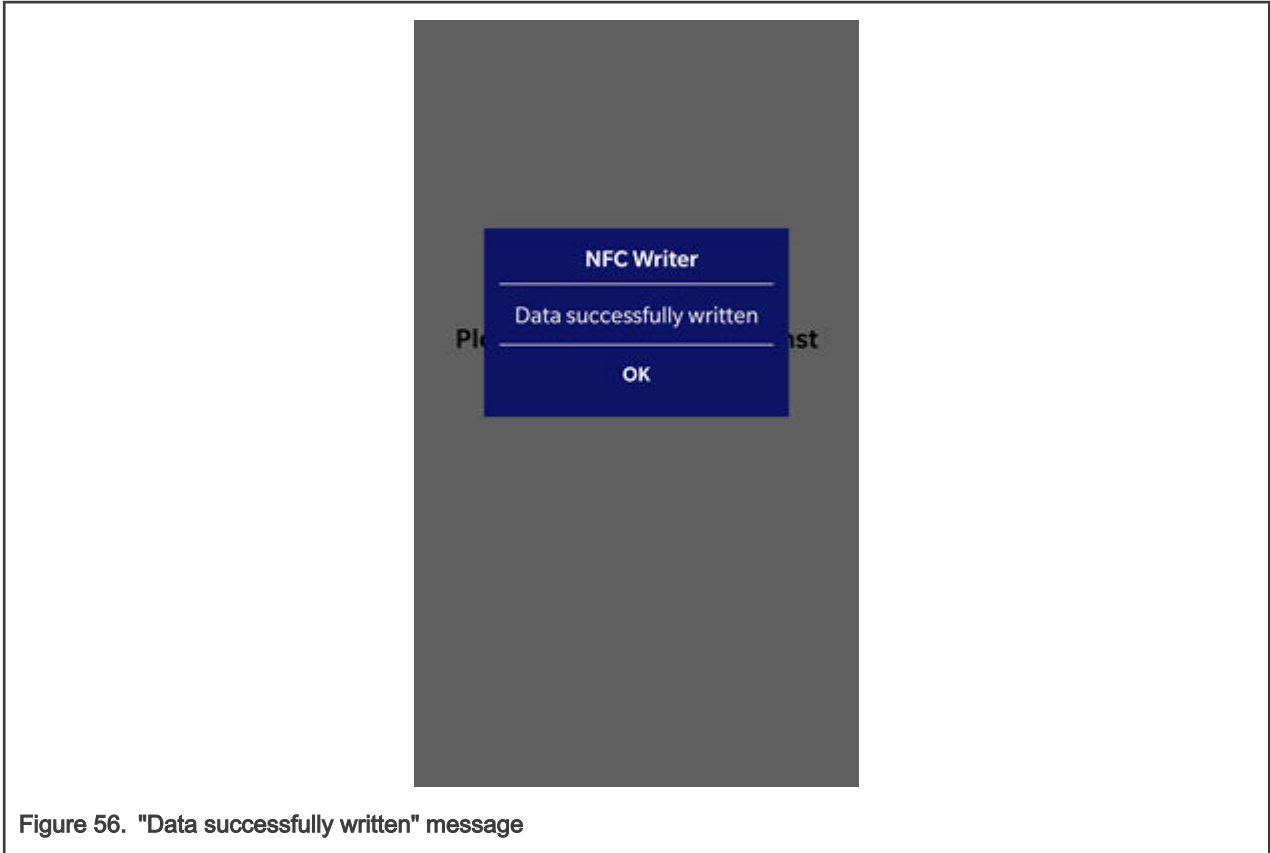 NFC Writer
Data successfully written
OK
Figure 56. "Data successfully written" message